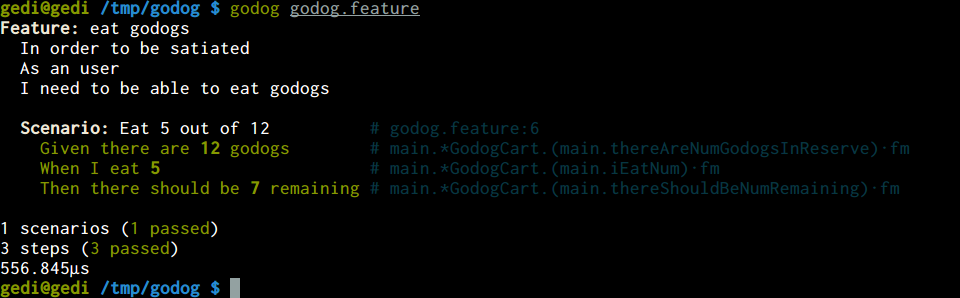 gedi@gedi /tmp/godog $ godog godog.feature
Feature: eat godogs
  In order to be satiated
  As an user
  I need to be able to eat godogs

  Scenario: Eat 5 out of 12          # godog.feature:6
    Given there are 12 godogs        # main.*GodogCart.(main.thereAreNumGodogsInReserve)·fm
    When I eat 5                     # main.*GodogCart.(main.iEatNum)·fm
    Then there should be 7 remaining # main.*GodogCart.(main.thereShouldBeNumRemaining)·fm

1 scenarios (1 passed)
3 steps (3 passed)
556.845µs
gedi@gedi /tmp/godog $